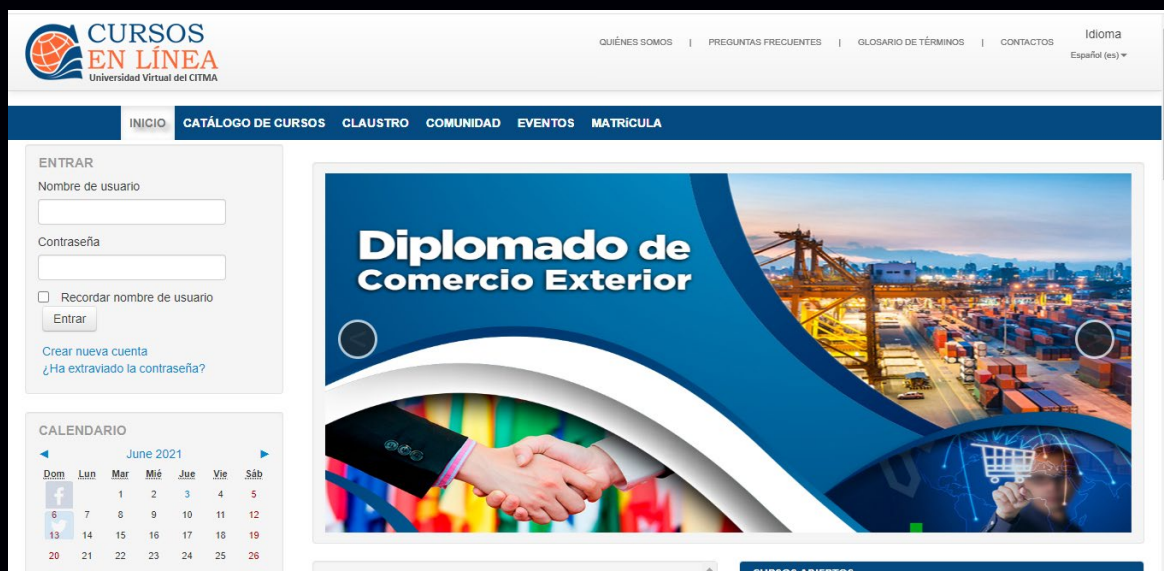 CURSOS
EN LÍNEA
Universidad Virtual del CITMA
QUIÉNES SOMOS | PREGUNTAS FRECUENTES | GLOSARIO DE TÉRMINOS | CONTACTOS
Idioma
Español (es)
INICIO CATÁLOGO DE CURSOS CLAUSTRO COMUNIDAD EVENTOS MATRÍCULA
ENTRAR
Nombre de usuario
Contraseña
Recordar nombre de usuario
Entrar
Crear nueva cuenta
¿Ha extraviado la contraseña?
CALENDARIO
◄ June 2021 ►
Dom Lun Mar Mié Jue Vie Sáb
1 2 3 4 5
6 7 8 9 10 11 12
13 14 15 16 17 18 19
20 21 22 23 24 25 26
Diplomado de
Comercio Exterior
< >
CURSOS ABIERTOS